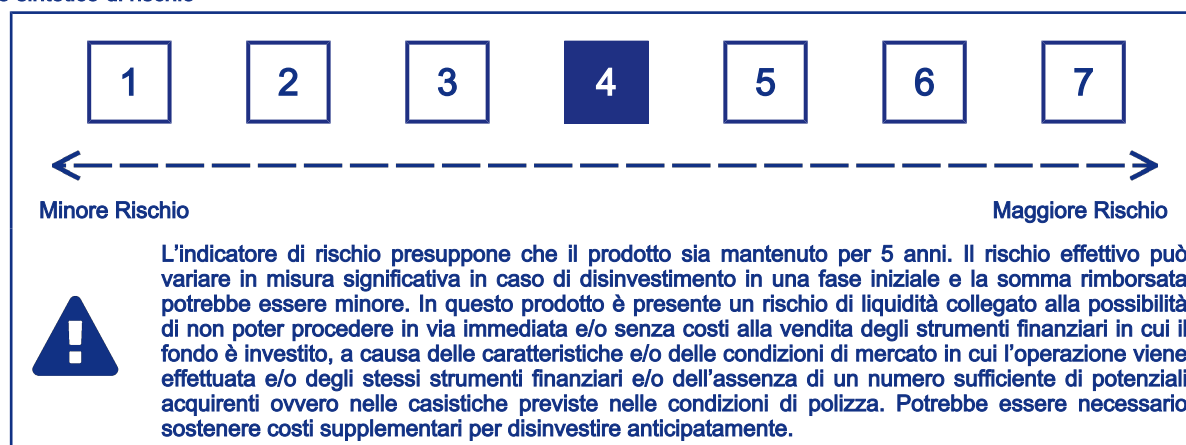 sintetico di rischio
1 2 3 4 5 6 7
Minore Rischio Maggiore Rischio
L'indicatore di rischio presuppone che il prodotto sia mantenuto per 5 anni. Il rischio effettivo può
variare in misura significativa in caso di disinvestimento in una fase iniziale e la somma rimborsata
potrebbe essere minore. In questo prodotto è presente un rischio di liquidità collegato alla possibilità
di non poter procedere in via immediata e/o senza costi alla vendita degli strumenti finanziari in cui il
fondo è investito, a causa delle caratteristiche e/o delle condizioni di mercato in cui l'operazione viene
effettuata e/o degli stessi strumenti finanziari e/o dell'assenza di un numero sufficiente di potenziali
acquirenti ovvero nelle casistiche previste nelle condizioni di polizza. Potrebbe essere necessario
sostenere costi supplementari per disinvestire anticipatamente.